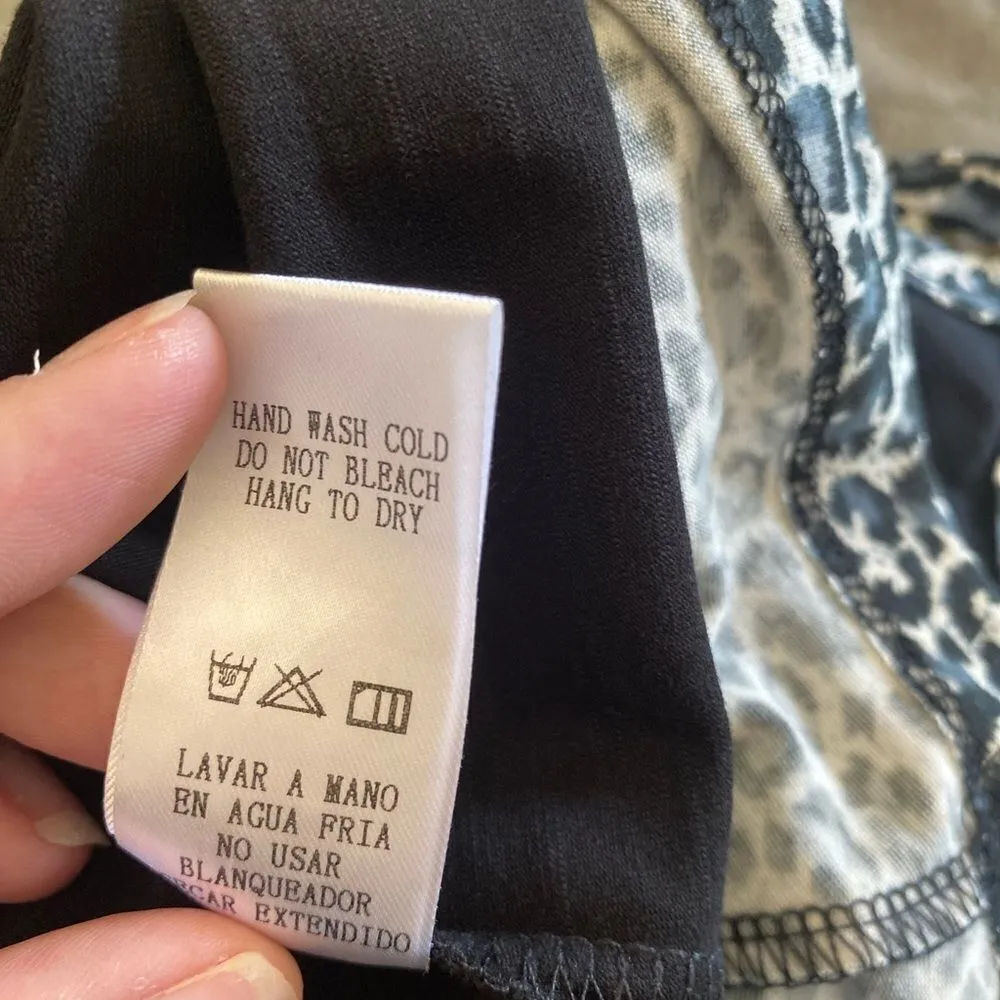 HAND WASH COLD
DO NOT BLEACH
HANG TO DRY
LAVAR A MANO
EN AGUA FRIA
NO USAR
BLANQUEADOR
EXTENDIDO